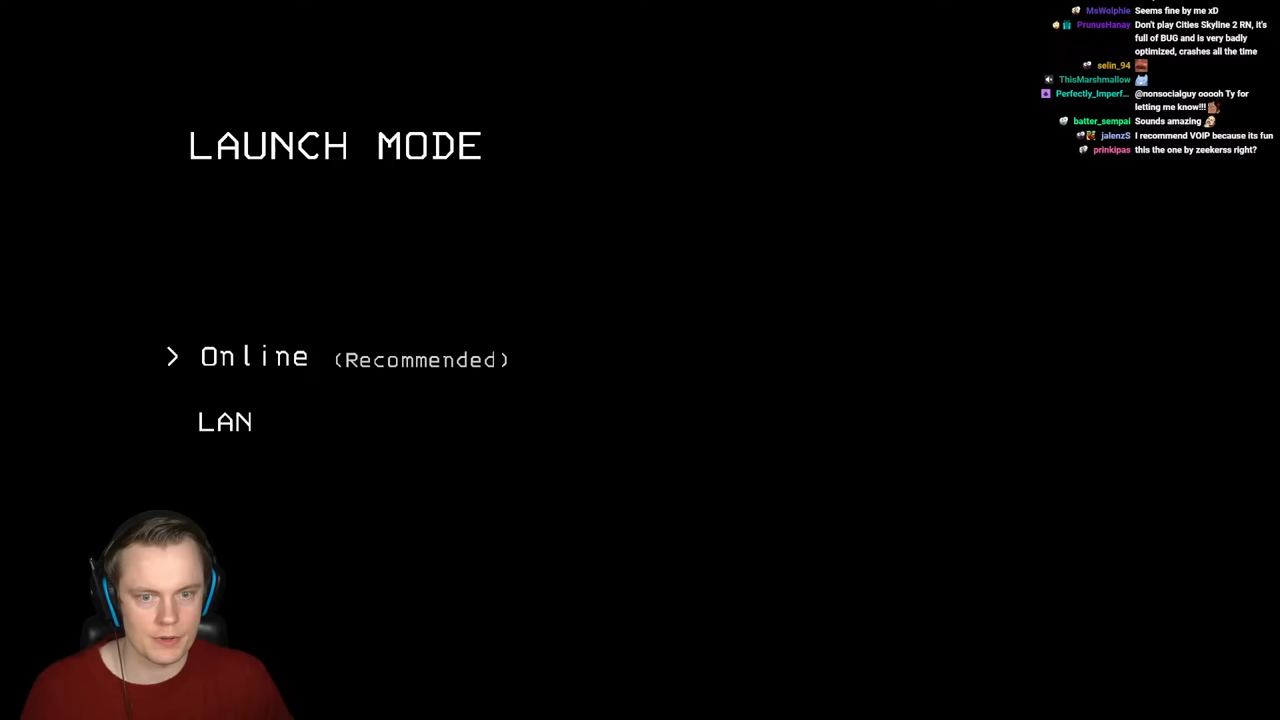 MsWolphie Seems fine by me xD
PrunusHanay Don't play Cities Skyline 2 RN, it's
full of BUG and is very badly
optimized, crashes all the time
selin_94
ThisMarshmallow
Perfectly_Imperf... @nonsocialguy ooooh Ty for
letting me know!!!
batter_sempai Sounds amazing
jalenzS I recommend VOIP because its fun
prinkipas this the one by zeekerss right?
LAUNCH MODE
> Online (Recommended)
LAN